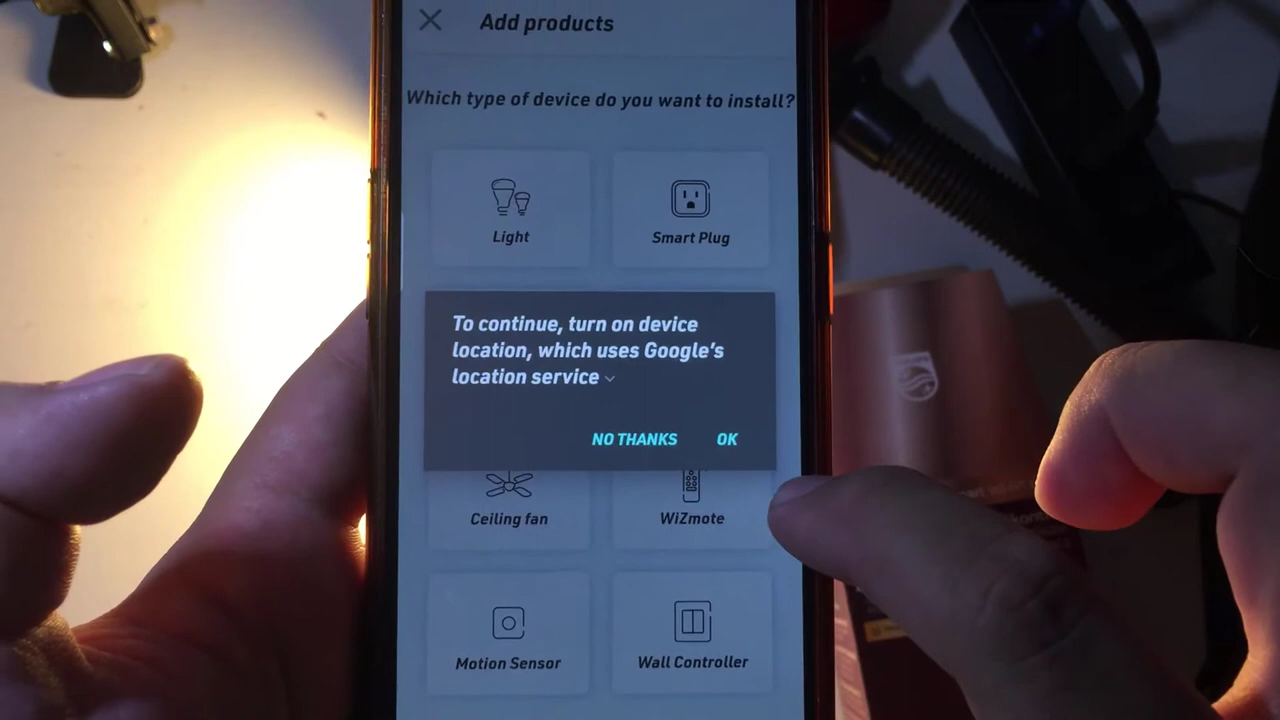 Add products
Which type of device do you want to install?
Light
Smart Plug
To continue, turn on device
location, which uses Google's
location service
NO THANKS
OK
Ceiling fan
WiZmote
Motion Sensor
Wall Controller